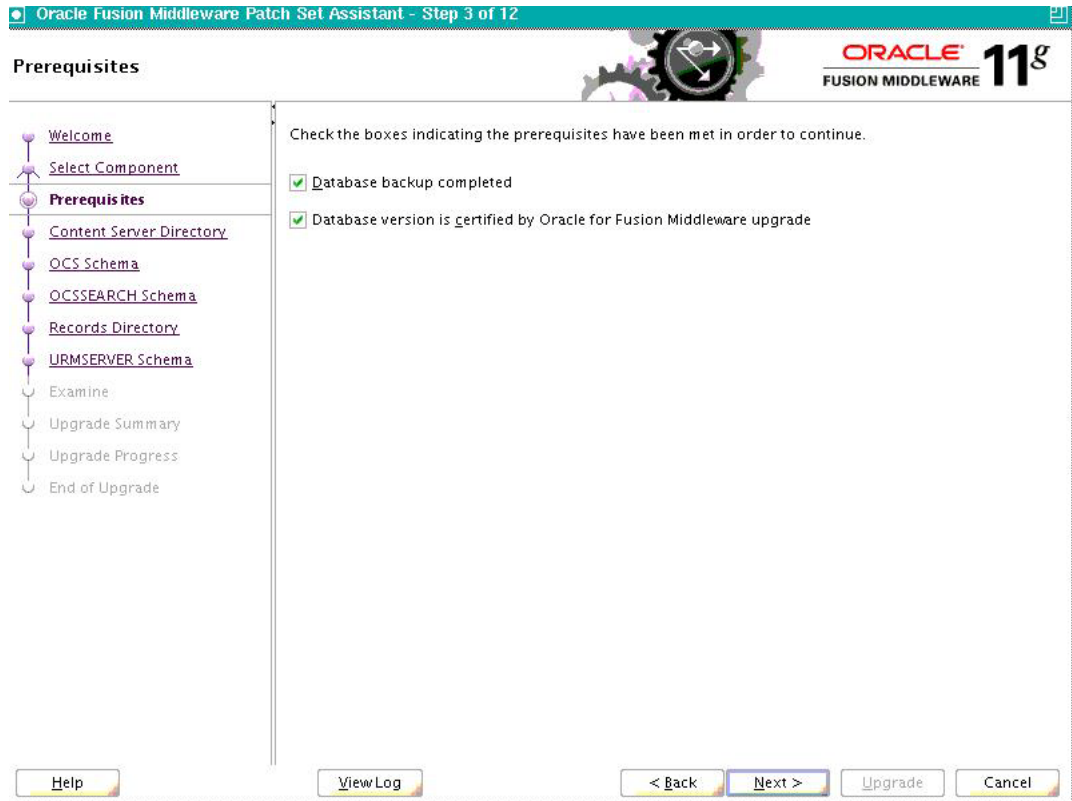 Oracle Fusion Middleware Patch Set Assistant - Step 3 of 12
Prerequisites
ORACLE 11g
FUSION MIDDLEWARE
Welcome
Select Component
Prerequisites
Content Server Directory
OCS Schema
OCSSEARCH Schema
Records Directory
URMSERVER Schema
Examine
Upgrade Summary
Upgrade Progress
End of Upgrade
Check the boxes indicating the prerequisites have been met in order to continue.
Database backup completed
Database version is certified by Oracle for Fusion Middleware upgrade
Help
View Log
< Back
Next >
Upgrade
Cancel